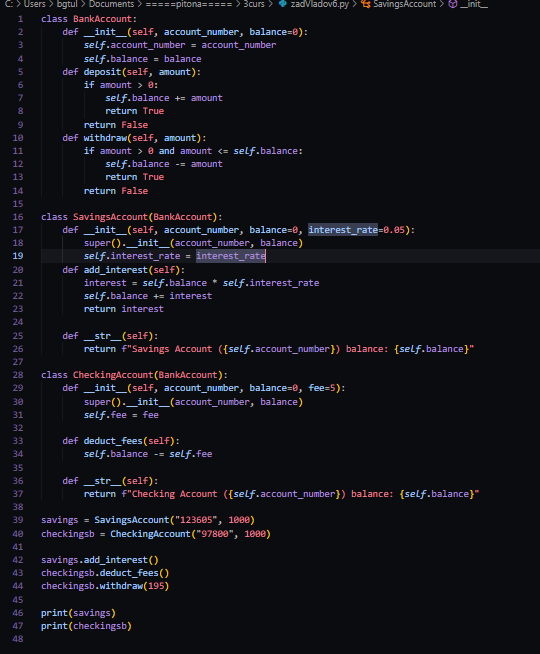 C: > Users > bgtul > Documents > =====pitona===== > 3curs > zadVladov6.py > SavingsAccount > __init__
1 class BankAccount:
2     def __init__(self, account_number, balance=0):
3         self.account_number = account_number
4         self.balance = balance
5     def deposit(self, amount):
6         if amount > 0:
7             self.balance += amount
8             return True
9         return False
10     def withdraw(self, amount):
11         if amount > 0 and amount <= self.balance:
12             self.balance -= amount
13             return True
14         return False
15
16 class SavingsAccount(BankAccount):
17     def __init__(self, account_number, balance=0, interest_rate=0.05):
18         super().__init__(account_number, balance)
19         self.interest_rate = interest_rate
20     def add_interest(self):
21         interest = self.balance * self.interest_rate
22         self.balance += interest
23         return interest
24
25     def __str__(self):
26         return f"Savings Account ({self.account_number}) balance: {self.balance}"
27
28 class CheckingAccount(BankAccount):
29     def __init__(self, account_number, balance=0, fee=5):
30         super().__init__(account_number, balance)
31         self.fee = fee
32
33     def deduct_fees(self):
34         self.balance -= self.fee
35
36     def __str__(self):
37         return f"Checking Account ({self.account_number}) balance: {self.balance}"
38
39 savings = SavingsAccount("123605", 1000)
40 checkingsb = CheckingAccount("97800", 1000)
41
42 savings.add_interest()
43 checkingsb.deduct_fees()
44 checkingsb.withdraw(195)
45
46 print(savings)
47 print(checkingsb)
48